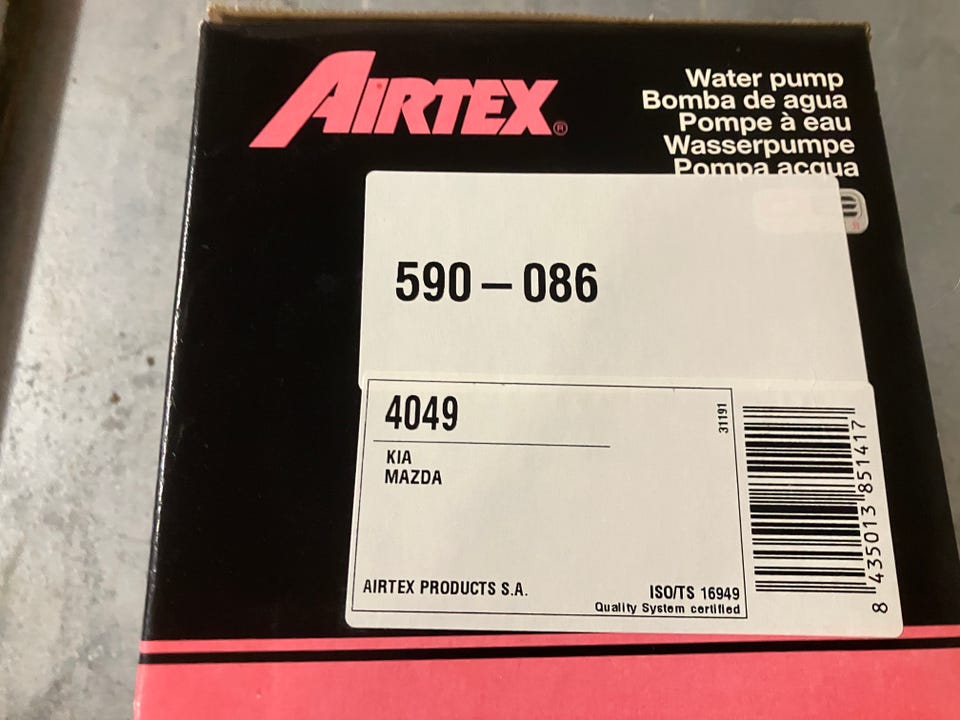 AIRTEX®
Water pump
Bomba de agua
Pompe à eau
Wasserpumpe
Pompa acqua
590 – 086
4049
KIA
MAZDA
31191
AIRTEX PRODUCTS S.A.
ISO/TS 16949
Quality System certified
8 435013 851417